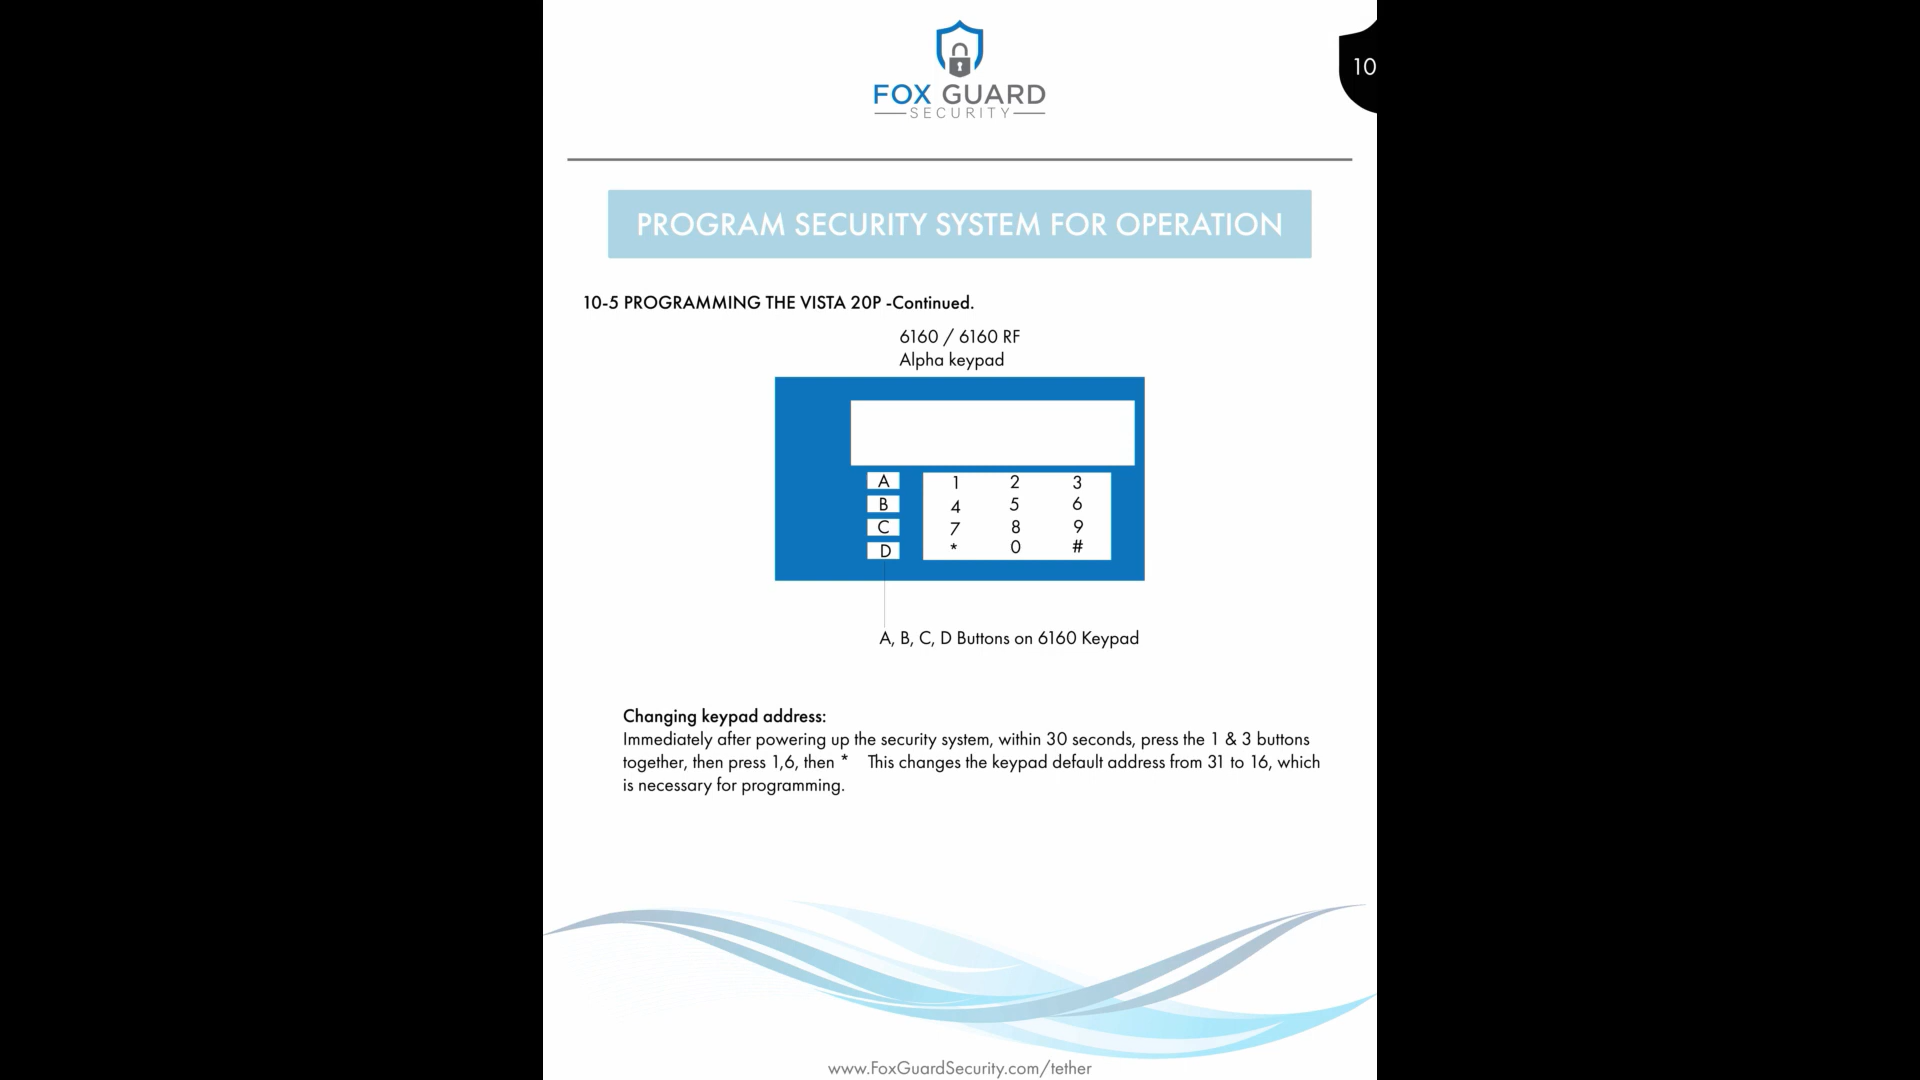 10
FOX GUARD
SECURITY
PROGRAM SECURITY SYSTEM FOR OPERATION
10-5 PROGRAMMING THE VISTA 20P -Continued.
6160 / 6160 RF
Alpha keypad
A 1 2 3
B 4 5 6
C 7 8 9
D * 0 #
A, B, C, D Buttons on 6160 Keypad
Changing keypad address:
Immediately after powering up the security system, within 30 seconds, press the 1 & 3 buttons
together, then press 1,6, then * This changes the keypad default address from 31 to 16, which
is necessary for programming.
www.FoxGuardSecurity.com/tether